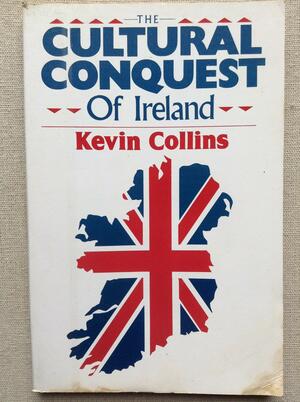 THE
CULTURAL
CONQUEST
Of Ireland
Kevin Collins